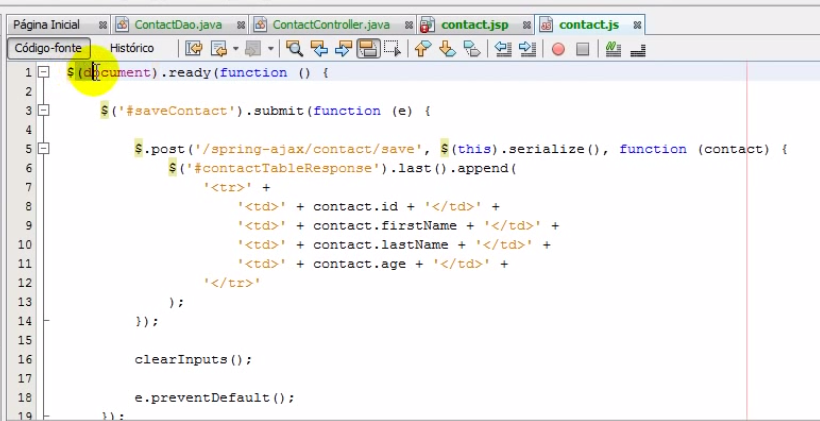 Página Inicial ContactDao.java ContactController.java contact.jsp contact.js
Código-fonte Histórico
1 $(document).ready(function () {
2
3 $('#saveContact').submit(function (e) {
4
5 $.post('/spring-ajax/contact/save', $(this).serialize(), function (contact) {
6 $('#contactTableResponse').last().append(
7 '<tr>' +
8 '<td>' + contact.id + '</td>' +
9 '<td>' + contact.firstName + '</td>' +
10 '<td>' + contact.lastName + '</td>' +
11 '<td>' + contact.age + '</td>' +
12 '</tr>'
13 );
14 });
15
16 clearInputs();
17
18 e.preventDefault();
19 });